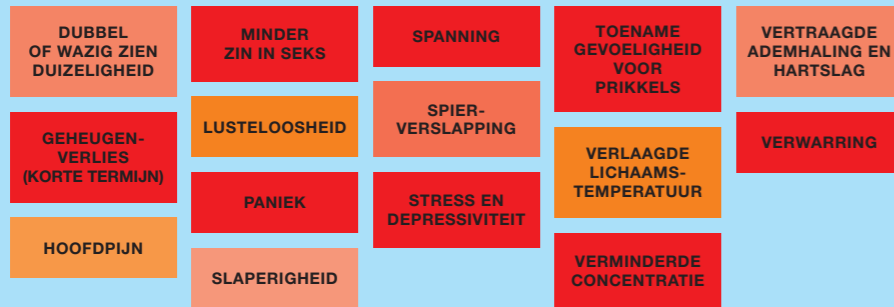 DUBBEL
OF WAZIG ZIEN
DUIZELIGHEID
GEHEUGEN-
VERLIES
(KORTE TERMIJN)
HOOFDPIJN
MINDER
ZIN IN SEKS
LUSTELOOSHEID
PANIEK
SLAPERIGHEID
SPANNING
SPIER-
VERSLAPPING
STRESS EN
DEPRESSIVITEIT
TOENAME
GEVOELIGHEID
VOOR
PRIKKELS
VERLAAGDE
LICHAAMS-
TEMPERATUUR
VERMINDERDE
CONCENTRATIE
VERTRAAGDE
ADEMHALING EN
HARTSLAG
VERWARRING